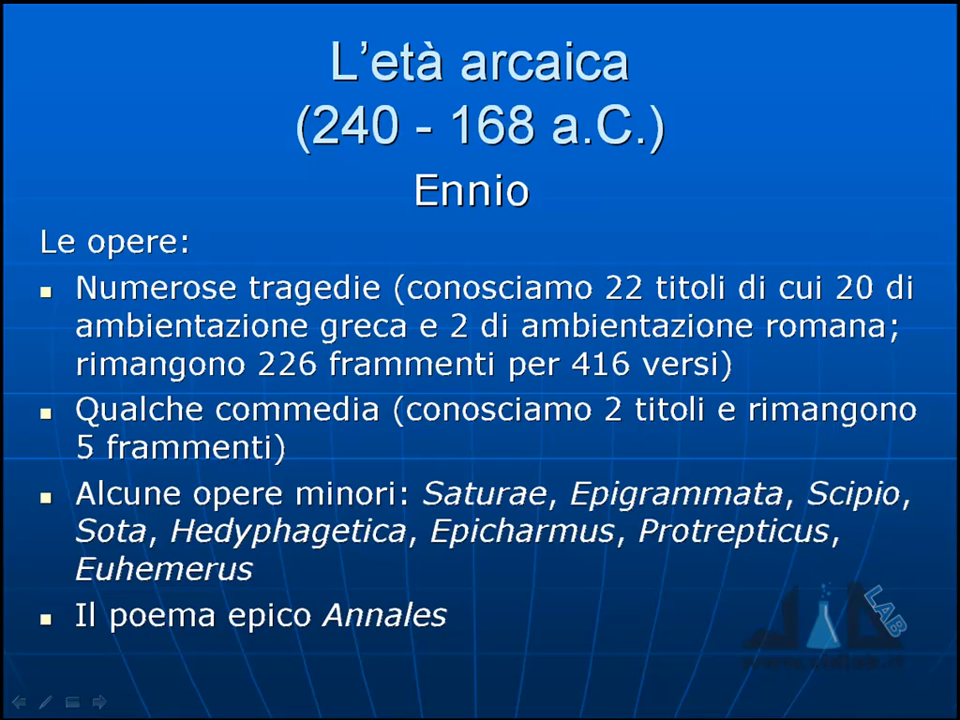 L’età arcaica
(240 - 168 a.C.)
Ennio
Le opere:
Numerose tragedie (conosciamo 22 titoli di cui 20 di
ambientazione greca e 2 di ambientazione romana;
rimangono 226 frammenti per 416 versi)
Qualche commedia (conosciamo 2 titoli e rimangono
5 frammenti)
Alcune opere minori: Saturae, Epigrammata, Scipio,
Sota, Hedyphagetica, Epicharmus, Protrepticus,
Euhemerus
Il poema epico Annales
LAB